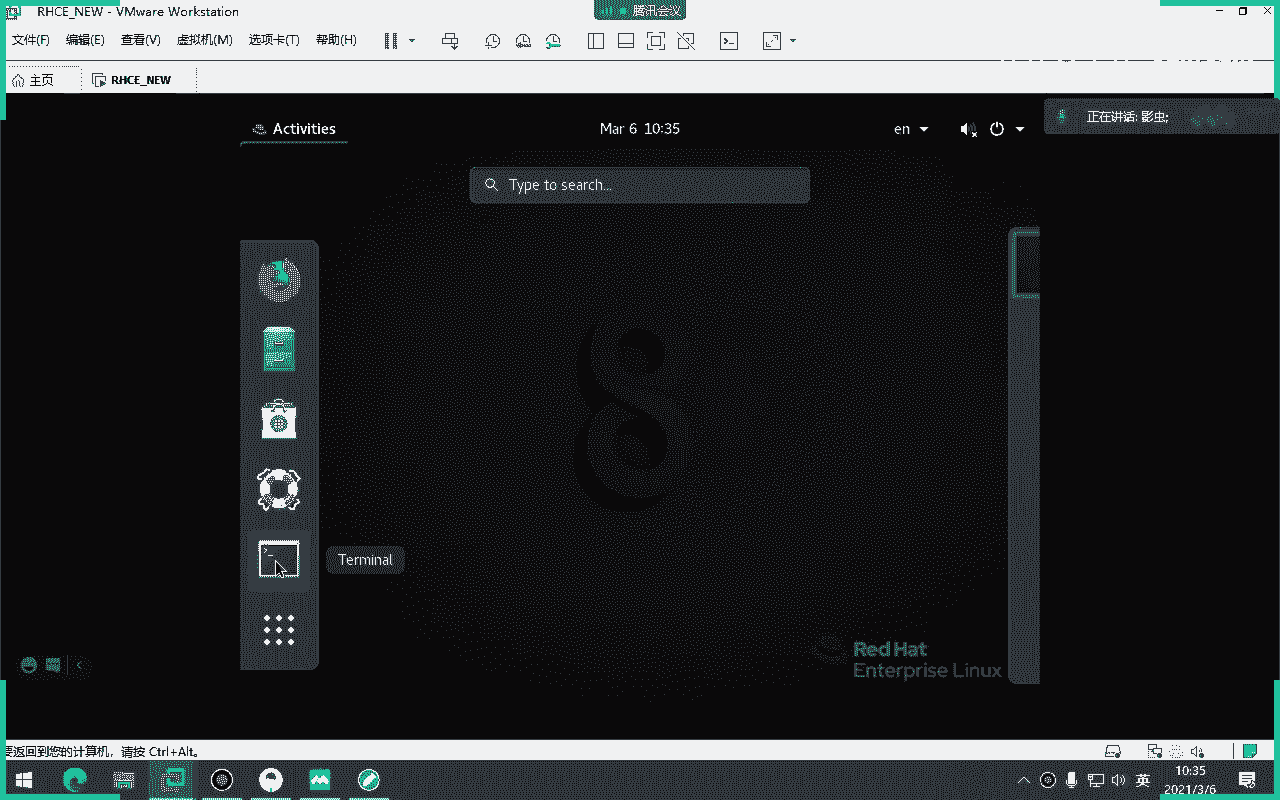 RHCE_NEW - VMware Workstation
腾讯会议
文件(F) 编辑(E) 查看(V) 虚拟机(M) 选项卡(T) 帮助(H)
主页
RHCE_NEW
Activities
Mar 6 10:35
en
正在讲话: 影虫;
Type to search...
Terminal
Red Hat
Enterprise Linux
要返回到您的计算机，请按 Ctrl+Alt。
英
10:35
2021/3/6